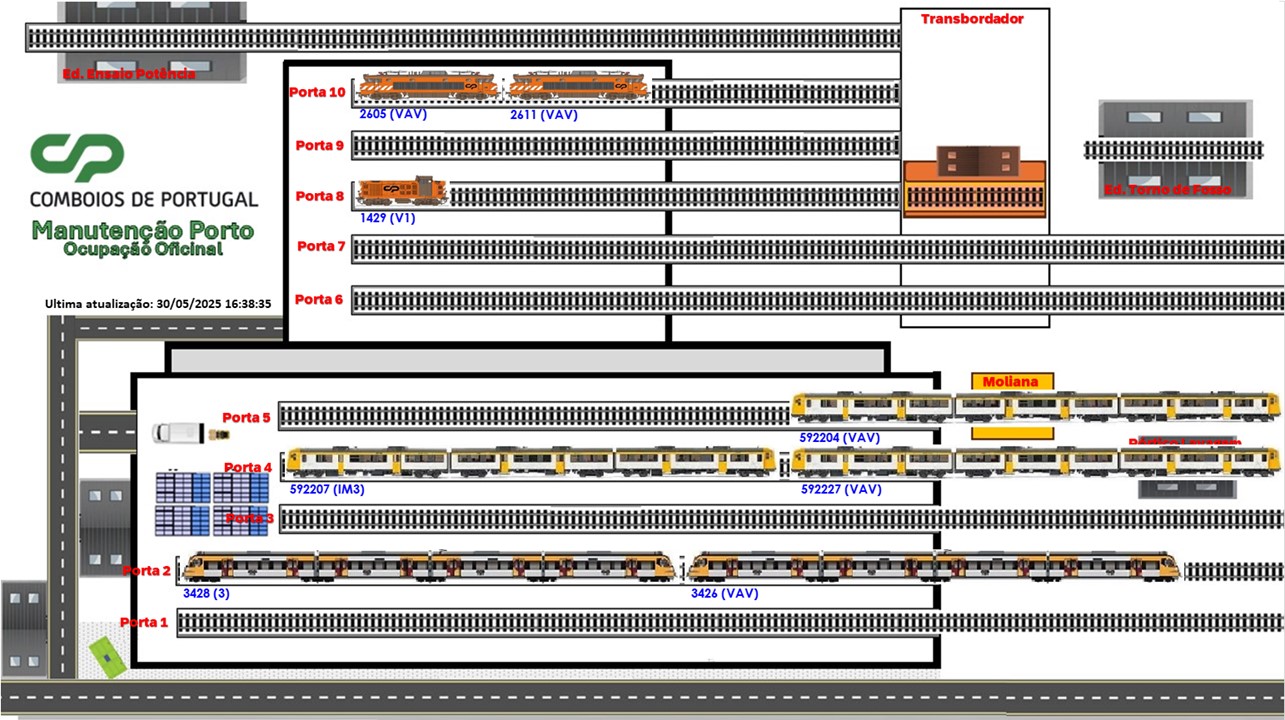 Transbordador
Ed. Ensaio Potência
Porta 10
2605 (VAV)
2611 (VAV)
Porta 9
COMBOIOS DE PORTUGAL
Manutenção Porto
Ocupação Oficinal
Porta 8
1429 (V1)
Ed. Torno de Fosso
Porta 7
Porta 6
Ultima atualização: 30/05/2025 16:38:35
Moliana
Porta 5
592204 (VAV)
Porta 4
592207 (IM3)
592227 (VAV)
Porta 3
Porta 2
3428 (3)
3426 (VAV)
Porta 1